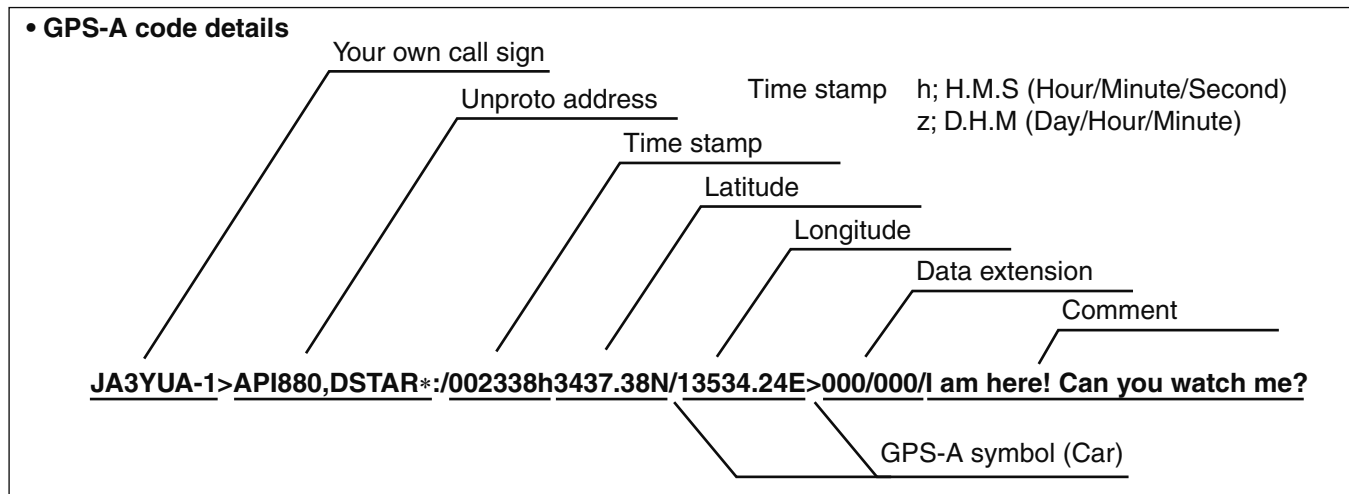 • GPS-A code details
Your own call sign
Unproto address
Time stamp h; H.M.S (Hour/Minute/Second)
z; D.H.M (Day/Hour/Minute)
Time stamp
Latitude
Longitude
Data extension
Comment
JA3YUA-1>API880,DSTAR*:/002338h3437.38N/13534.24E>000/000/I am here! Can you watch me?
GPS-A symbol (Car)